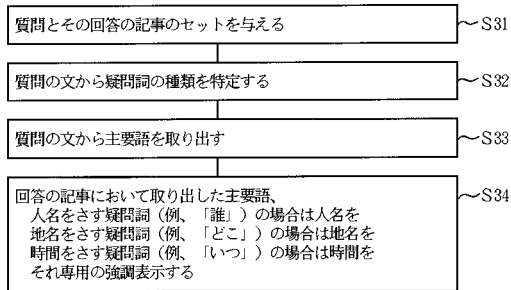 質問とその回答の記事のセットを与える
S31
質問の文から疑問詞の種類を特定する
S32
質問の文から主要語を取り出す
S33
回答の記事において取り出した主要語、
S34
人名をさす疑問詞（例、「誰」）の場合は人名を
地名をさす疑問詞（例、「どこ」）の場合は地名を
時間をさす疑問詞（例、「いつ」）の場合は時間を
それ専用の強調表示する